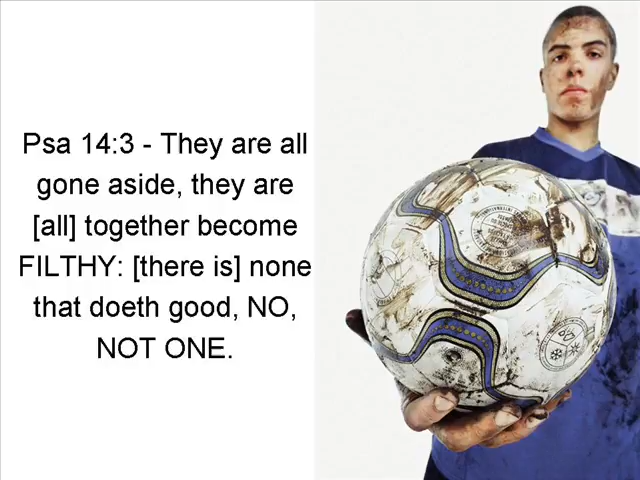 Psa 14:3 - They are all
gone aside, they are
[all] together become
FILTHY: [there is] none
that doeth good, NO,
NOT ONE.